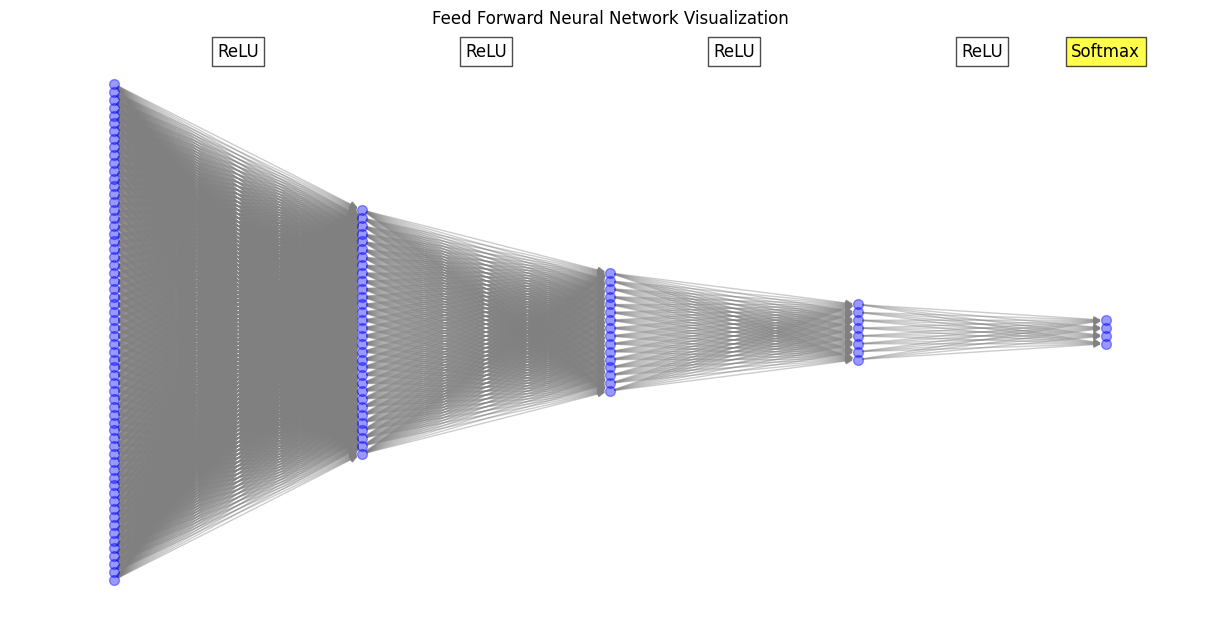 Feed Forward Neural Network Visualization
ReLU
ReLU
ReLU
ReLU
Softmax